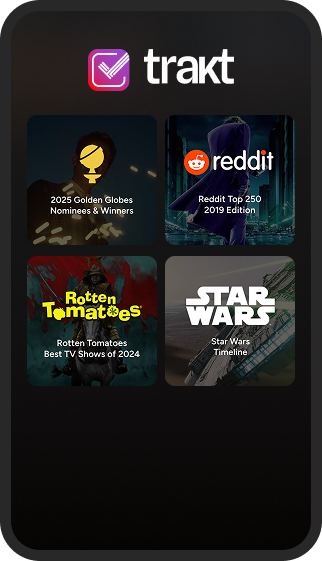 trakt
2025 Golden Globes
Nominees & Winners
reddit
Reddit Top 250
2019 Edition
Rotten
Tomatoes®
Rotten Tomatoes
Best TV Shows of 2024
STAR
WARS
Star Wars
Timeline